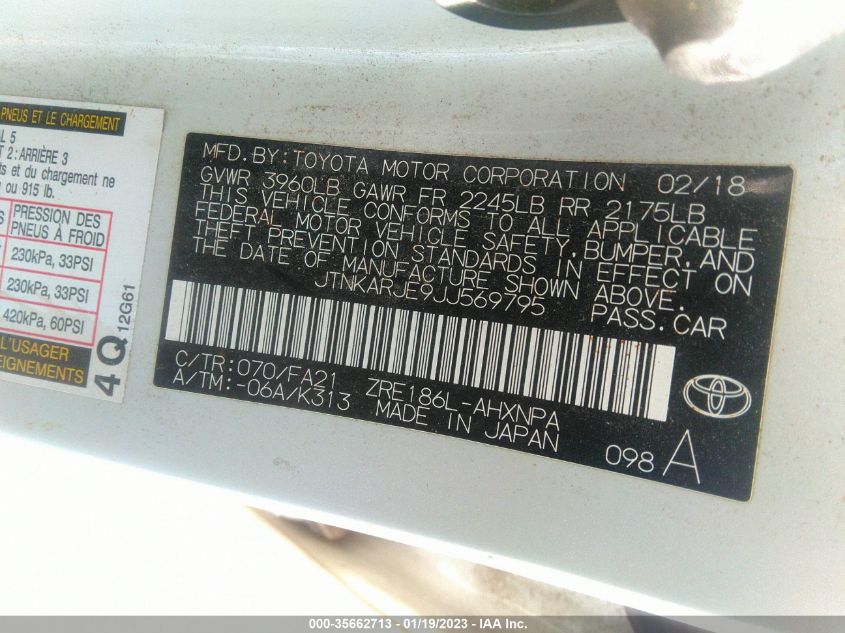 PNEUS ET LE CHARGEMENT
L 5
T 2 : ARRIÈRE 3
ts et du chargement ne
ou 915 lb.
PRESSION DES
PNEUS À FROID
230kPa, 33PSI
230kPa, 33PSI
420kPa, 60PSI
L'USAGER
EIGNEMENTS
4Q 12G61
MFD. BY: TOYOTA MOTOR CORPORATION 02/18
GVWR 3960LB GAWR FR 2245LB RR 2175LB
THIS VEHICLE CONFORMS TO ALL APPLICABLE
FEDERAL MOTOR VEHICLE SAFETY, BUMPER, AND
THEFT PREVENTION STANDARDS IN EFFECT ON
THE DATE OF MANUFACTURE SHOWN ABOVE.
JTNKARJE9JJ569795 PASS. CAR
C/TR: 070/FA21 ZRE186L-AHXNPA
A/TM: -06A/K313 MADE IN JAPAN
098 A
000-35662713 - 01/19/2023 - IAA Inc.